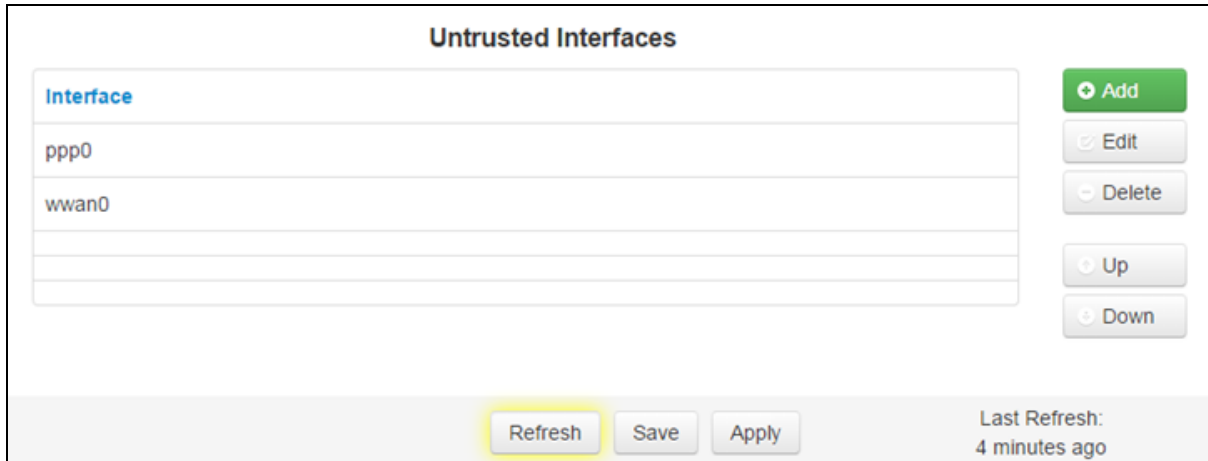 Untrusted Interfaces
Interface
ppp0
wwan0
Add
Edit
Delete
Up
Down
Refresh
Save
Apply
Last Refresh:
4 minutes ago